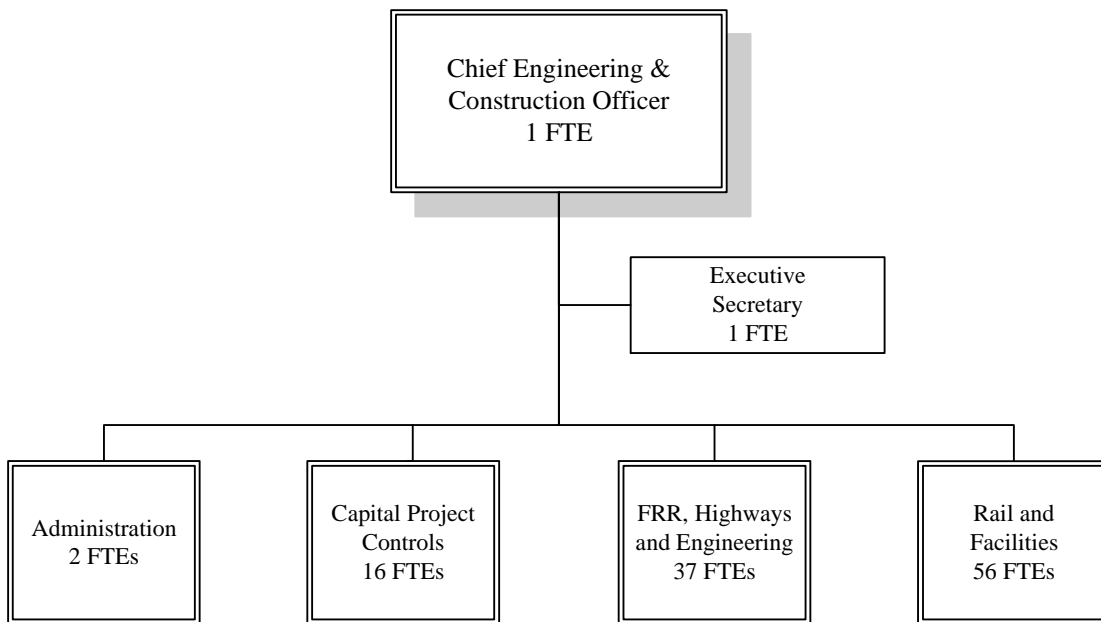 Chief Engineering &
Construction Officer
1 FTE
Executive
Secretary
1 FTE
Administration
2 FTEs
Capital Project
Controls
16 FTEs
FRR, Highways
and Engineering
37 FTEs
Rail and
Facilities
56 FTEs